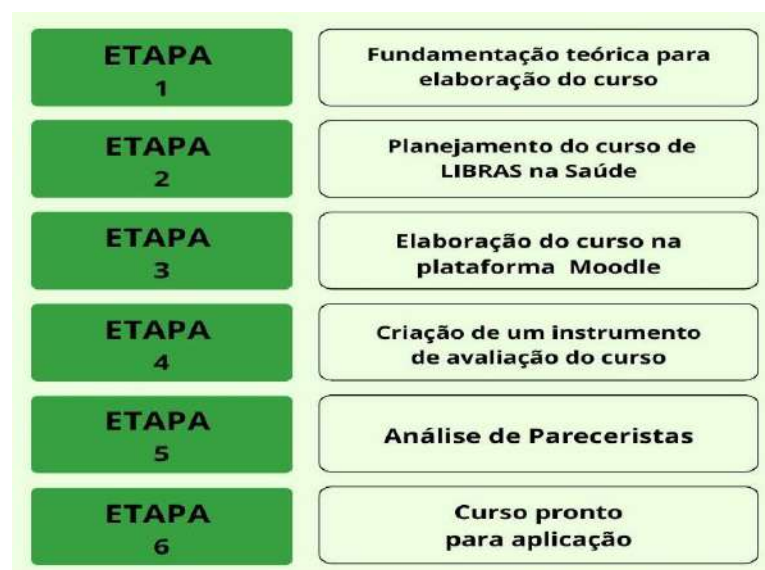 ETAPA
1
Fundamentação teórica para
elaboração do curso
ETAPA
2
Planejamento do curso de
LIBRAS na Saúde
ETAPA
3
Elaboração do curso na
plataforma Moodle
ETAPA
4
Criação de um instrumento
de avaliação do curso
ETAPA
5
Análise de Pareceristas
ETAPA
6
Curso pronto
para aplicação